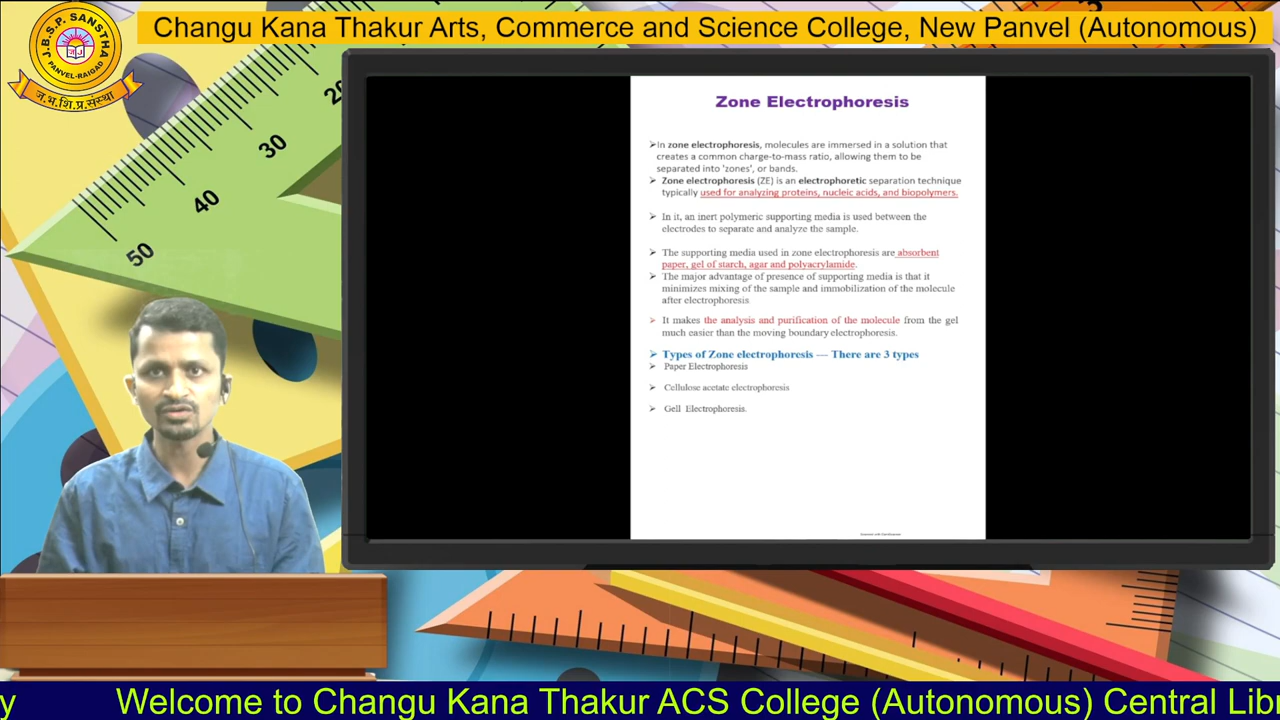 Changu Kana Thakur Arts, Commerce and Science College, New Panvel (Autonomous)
J.B.S.P. SANSTHA
PANVEL-RAIGAD
ज.भ.शि.प्र.संस्था
20
30
40
50
Zone Electrophoresis
➢In zone electrophoresis, molecules are immersed in a solution that
creates a common charge-to-mass ratio, allowing them to be
separated into 'zones', or bands.
➢ Zone electrophoresis (ZE) is an electrophoretic separation technique
typically used for analyzing proteins, nucleic acids, and biopolymers.
➢ In it, an inert polymeric supporting media is used between the
electrodes to separate and analyze the sample.
➢ The supporting media used in zone electrophoresis are absorbent
paper, gel of starch, agar and polyacrylamide.
➢ The major advantage of presence of supporting media is that it
minimizes mixing of the sample and immobilization of the molecule
after electrophoresis
➢ It makes the analysis and purification of the molecule from the gel
much easier than the moving boundary electrophoresis.
➢ Types of Zone electrophoresis --- There are 3 types
➢ Paper Electrophoresis
➢ Cellulose acetate electrophoresis
➢ Gell Electrophoresis.
y Welcome to Changu Kana Thakur ACS College (Autonomous) Central Lib